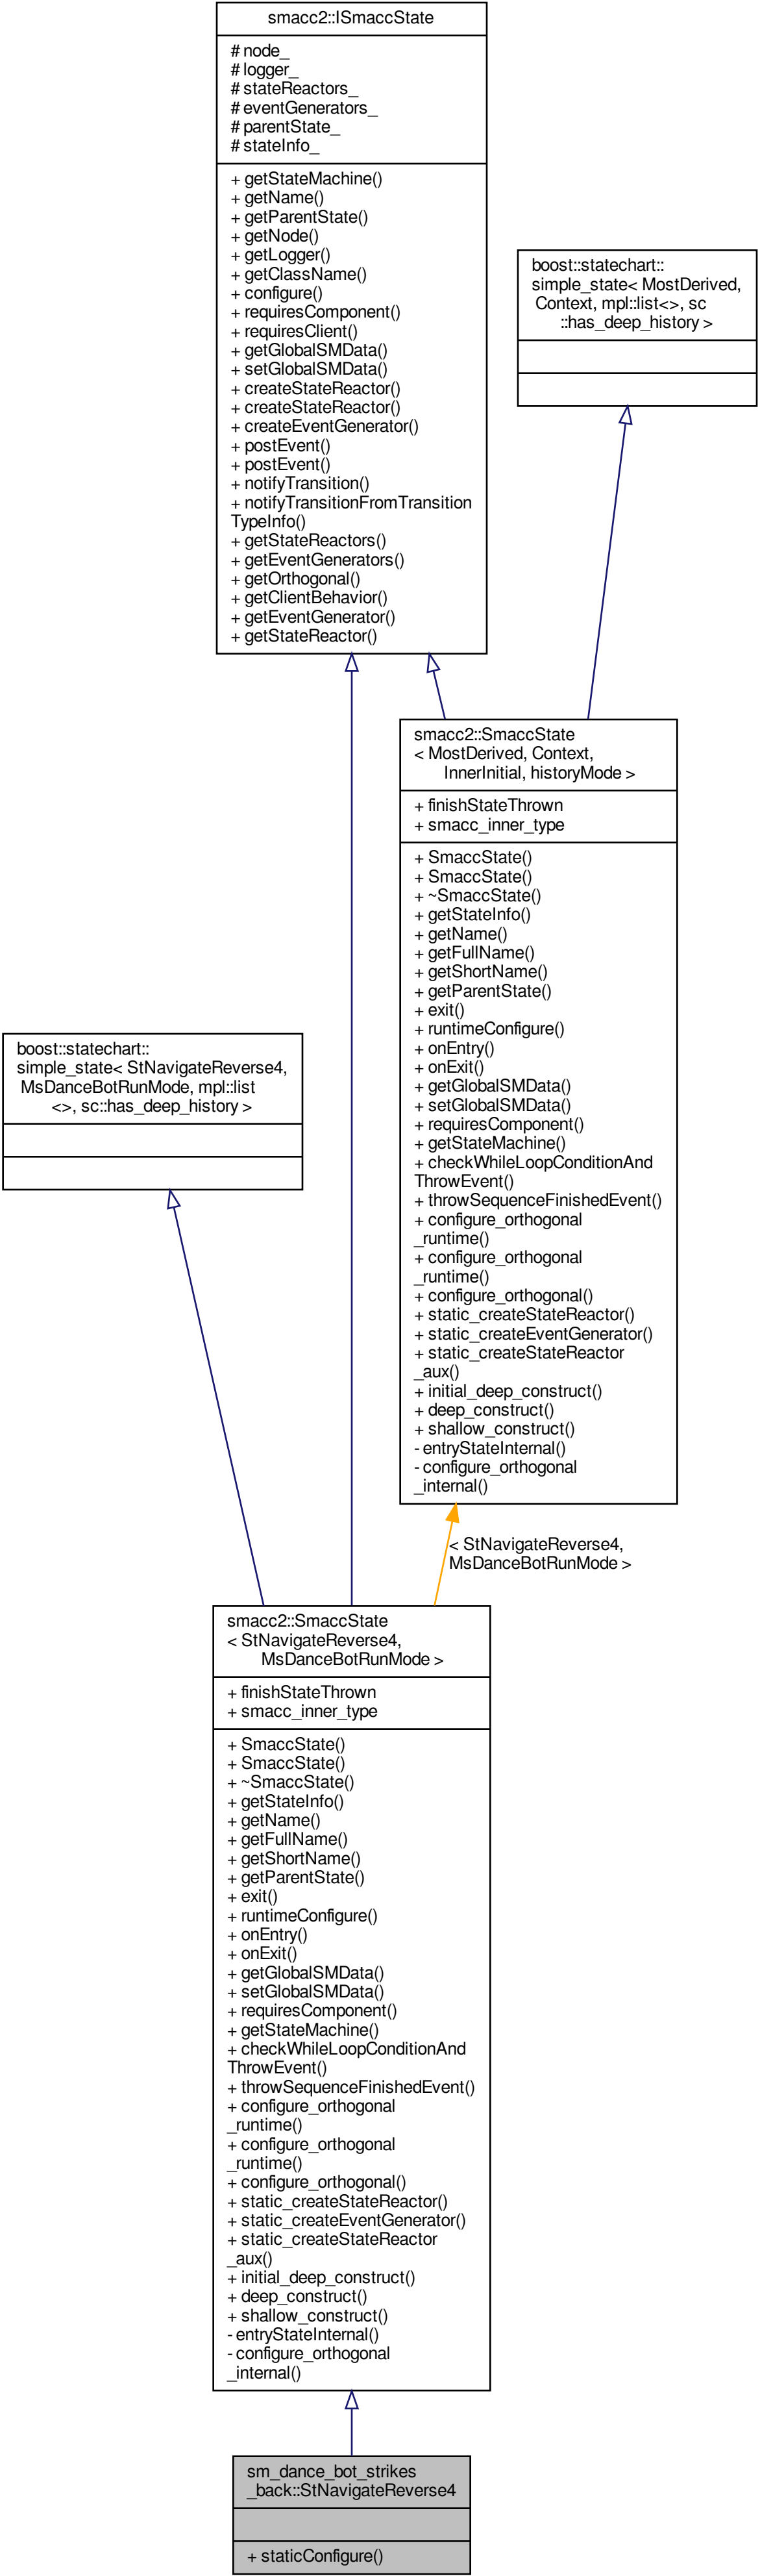 smacc2::ISmaccState
# node_
# logger_
# stateReactors_
# eventGenerators_
# parentState_
# stateInfo_
+ getStateMachine()
+ getName()
+ getParentState()
+ getNode()
+ getLogger()
+ getClassName()
+ configure()
+ requiresComponent()
+ requiresClient()
+ getGlobalSMData()
+ setGlobalSMData()
+ createStateReactor()
+ createStateReactor()
+ createEventGenerator()
+ postEvent()
+ postEvent()
+ notifyTransition()
+ notifyTransitionFromTransition
TypeInfo()
+ getStateReactors()
+ getEventGenerators()
+ getOrthogonal()
+ getClientBehavior()
+ getEventGenerator()
+ getStateReactor()
boost::statechart::
simple_state< MostDerived,
Context, mpl::list<>, sc
::has_deep_history >
smacc2::SmaccState
< MostDerived, Context,
InnerInitial, historyMode >
+ finishStateThrown
+ smacc_inner_type
+ SmaccState()
+ SmaccState()
+ ~SmaccState()
+ getStateInfo()
+ getName()
+ getFullName()
+ getShortName()
+ getParentState()
+ exit()
+ runtimeConfigure()
+ onEntry()
+ onExit()
+ getGlobalSMData()
+ setGlobalSMData()
+ requiresComponent()
+ getStateMachine()
+ checkWhileLoopConditionAnd
ThrowEvent()
+ throwSequenceFinishedEvent()
+ configure_orthogonal
_runtime()
+ configure_orthogonal
_runtime()
+ configure_orthogonal()
+ static_createStateReactor()
+ static_createEventGenerator()
+ static_createStateReactor
_aux()
+ initial_deep_construct()
+ deep_construct()
+ shallow_construct()
- entryStateInternal()
- configure_orthogonal
_internal()
boost::statechart::
simple_state< StNavigateReverse4,
MsDanceBotRunMode, mpl::list
<>, sc::has_deep_history >
< StNavigateReverse4,
MsDanceBotRunMode >
smacc2::SmaccState
< StNavigateReverse4,
MsDanceBotRunMode >
+ finishStateThrown
+ smacc_inner_type
+ SmaccState()
+ SmaccState()
+ ~SmaccState()
+ getStateInfo()
+ getName()
+ getFullName()
+ getShortName()
+ getParentState()
+ exit()
+ runtimeConfigure()
+ onEntry()
+ onExit()
+ getGlobalSMData()
+ setGlobalSMData()
+ requiresComponent()
+ getStateMachine()
+ checkWhileLoopConditionAnd
ThrowEvent()
+ throwSequenceFinishedEvent()
+ configure_orthogonal
_runtime()
+ configure_orthogonal
_runtime()
+ configure_orthogonal()
+ static_createStateReactor()
+ static_createEventGenerator()
+ static_createStateReactor
_aux()
+ initial_deep_construct()
+ deep_construct()
+ shallow_construct()
- entryStateInternal()
- configure_orthogonal
_internal()
sm_dance_bot_strikes
_back::StNavigateReverse4
+ staticConfigure()